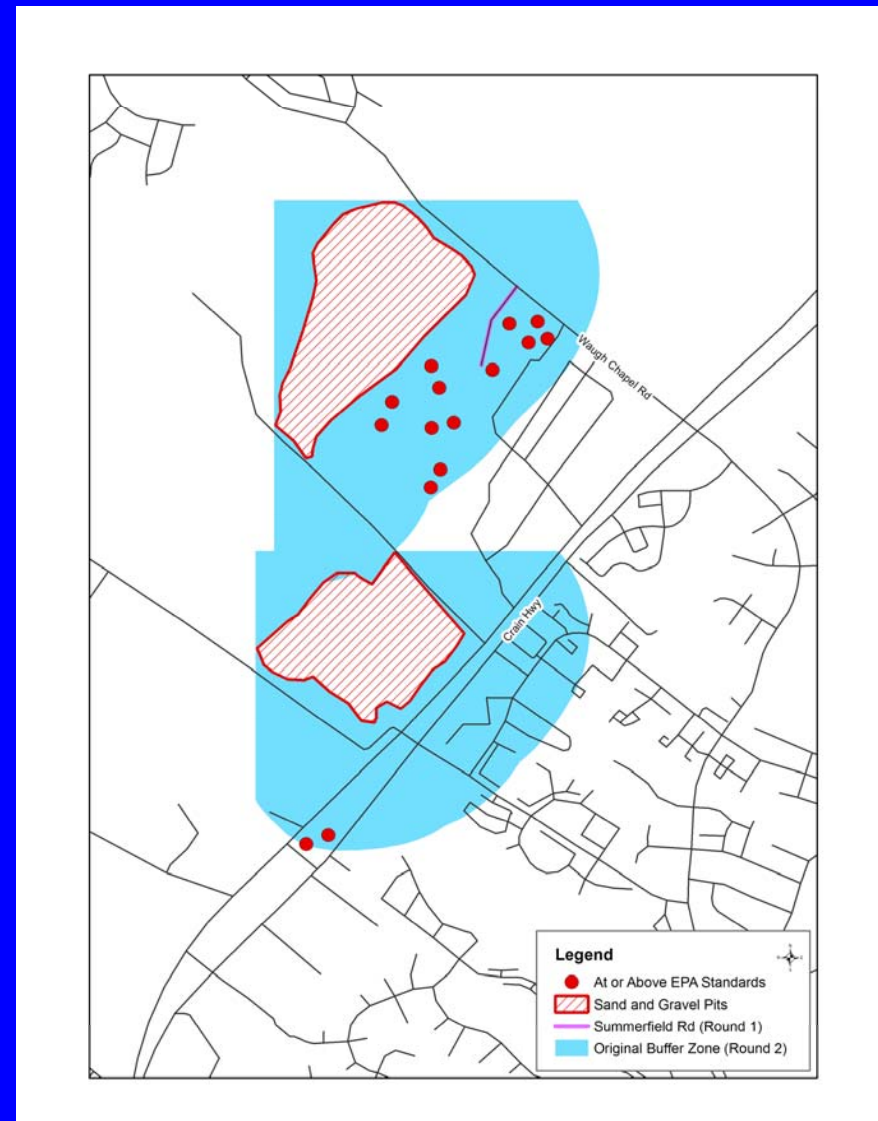 Waugh Chapel Rd
Crain Hwy
Legend
At or Above EPA Standards
Sand and Gravel Pits
Summerfield Rd (Round 1)
Original Buffer Zone (Round 2)